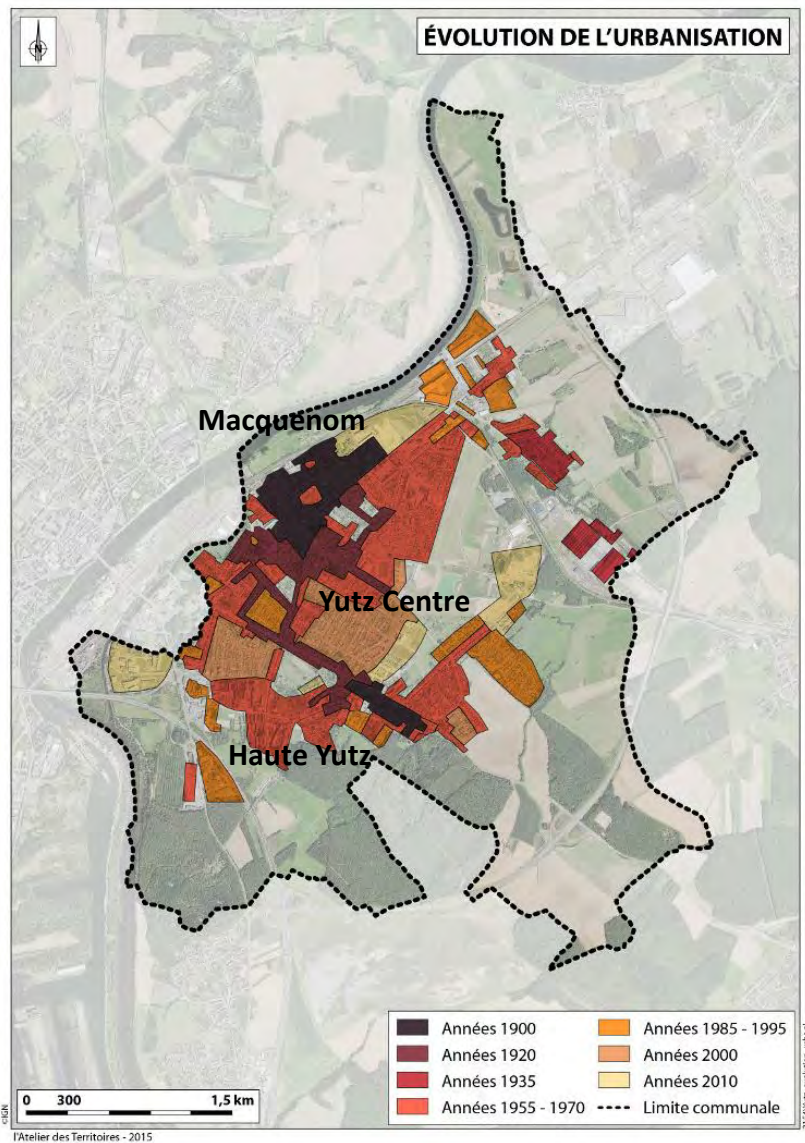 ÉVOLUTION DE L'URBANISATION
N
Macquenom
Yutz Centre
Haute Yutz
Années 1900
Années 1920
Années 1935
Années 1955 - 1970
Années 1985 - 1995
Années 2000
Années 2010
Limite communale
0 300 1,5 km
©IGN
l'Atelier des Territoires - 2015